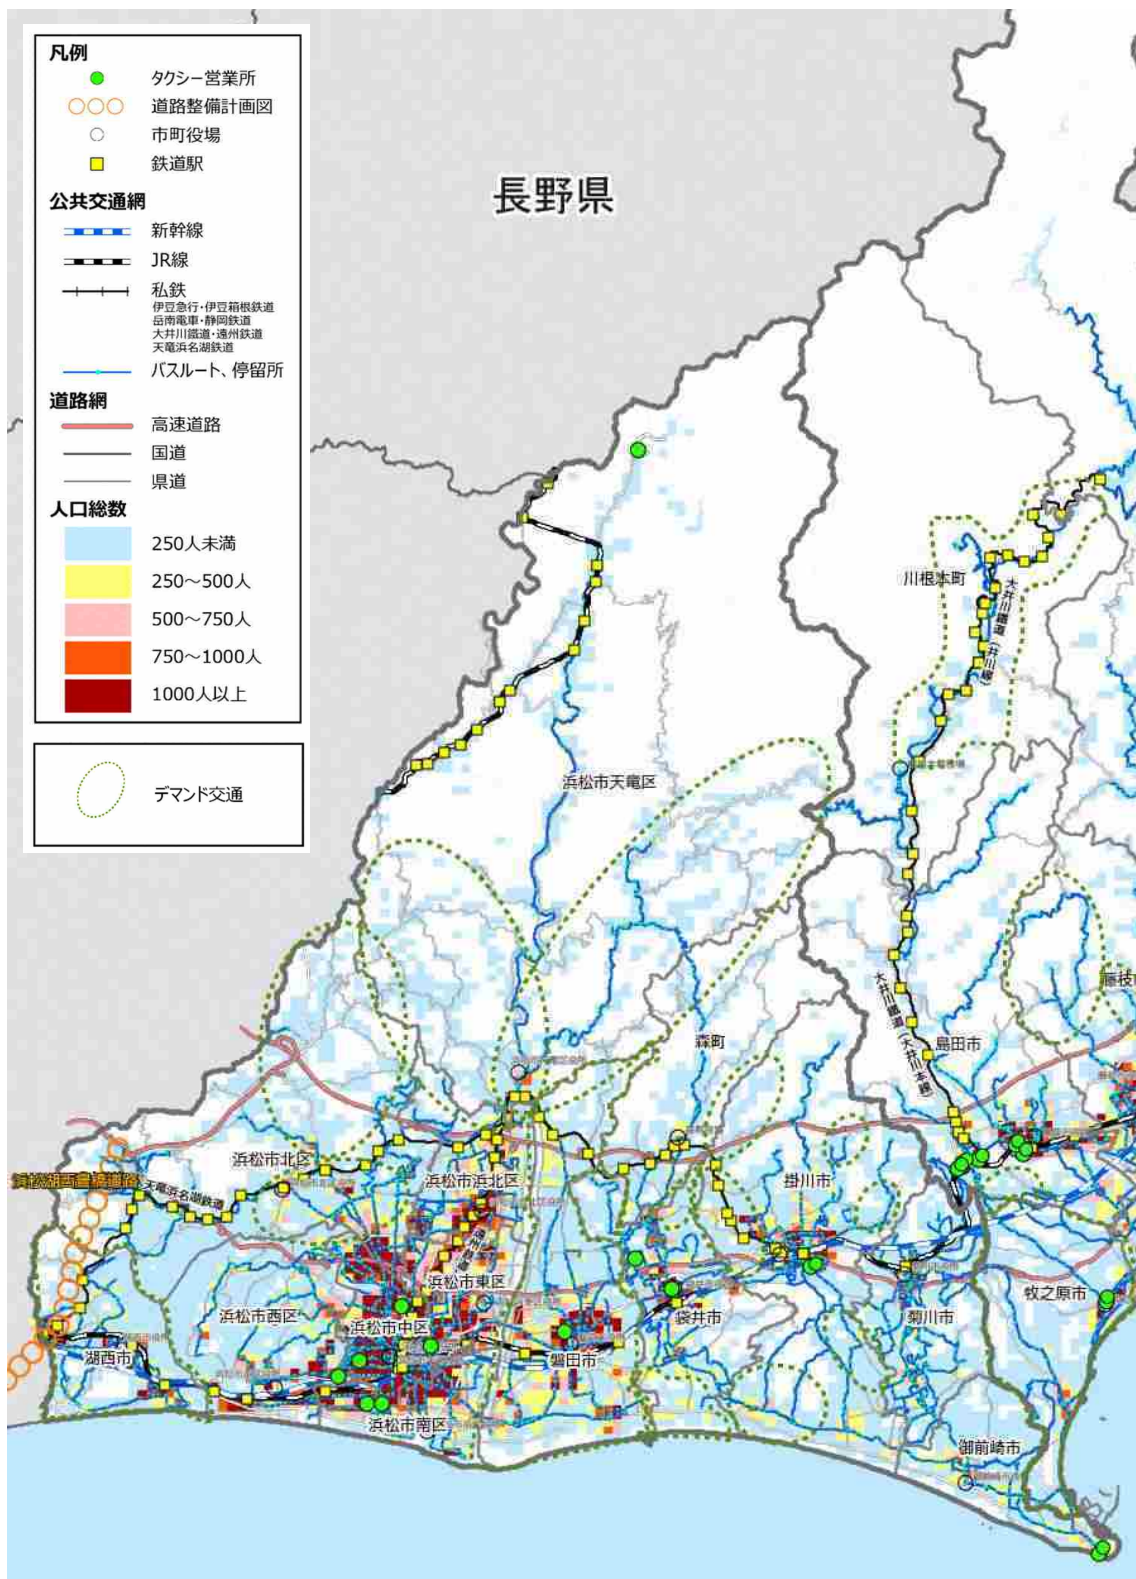 凡例
タクシー営業所
道路整備計画図
市町役場
鉄道駅
公共交通網
新幹線
JR線
私鉄
伊豆急行・伊豆箱根鉄道
岳南電車・静岡鉄道
大井川鐵道・遠州鉄道
天竜浜名湖鉄道
バスルート、停留所
道路網
高速道路
国道
県道
人口総数
250人未満
250～500人
500～750人
750～1000人
1000人以上
デマンド交通
長野県
川根本町
大井川鐵道（井川線）
浜松市天竜区
大井川鐵道（大井川本線）
島田市
森町
浜松市北区
浜松市浜北区
掛川市
天竜浜名湖鉄道
浜松市東区
牧之原市
浜松市西区
浜松市中区
袋井市
菊川市
湖西市
磐田市
浜松市南区
御前崎市